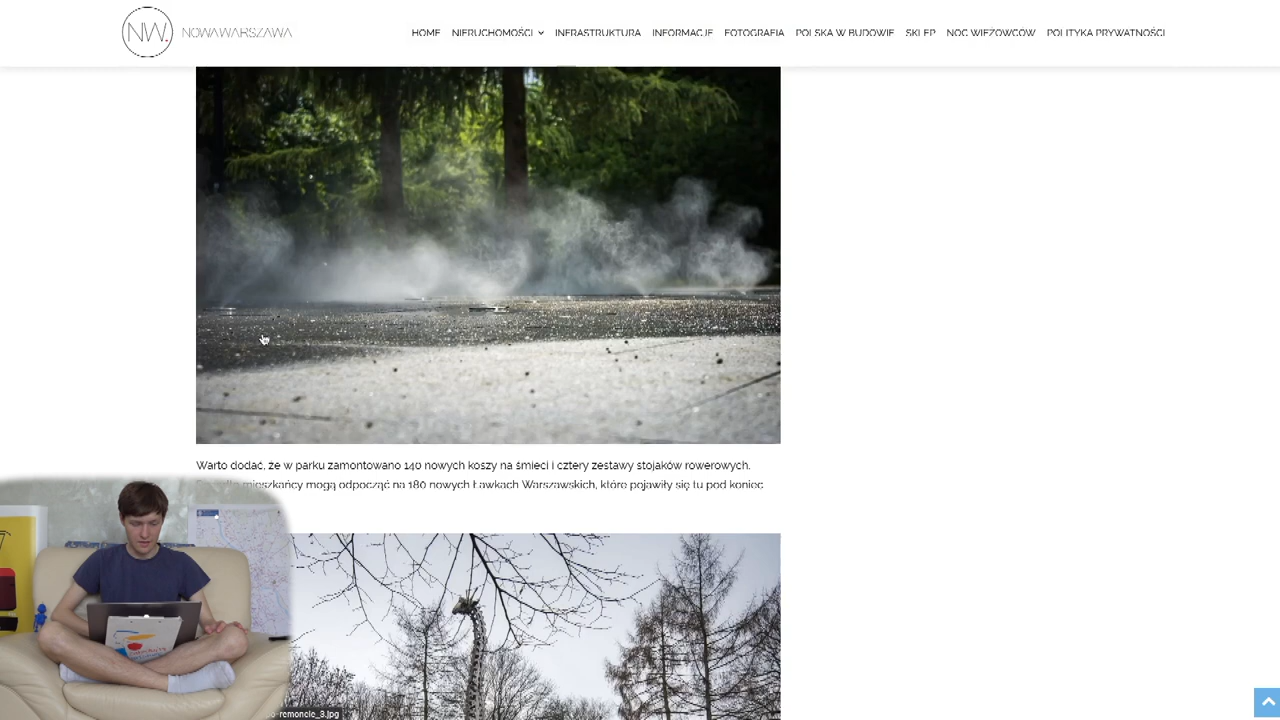 NW.
NOWAWARSZAWA
HOME NIERUCHOMOŚCI INFRASTRUKTURA INFORMACJE FOTOGRAFIA POLSKA W BUDOWIE SKLEP NOC WIEŻOWCÓW POLITYKA PRYWATNOŚCI
Warto dodać, że w parku zamontowano 140 nowych koszy na śmieci i cztery zestawy stojaków rowerowych.
mieszkańcy mogą odpocząć na 180 nowych Ławkach Warszawskich, które pojawiły się tu pod koniec
o-remoncie_3.jpg